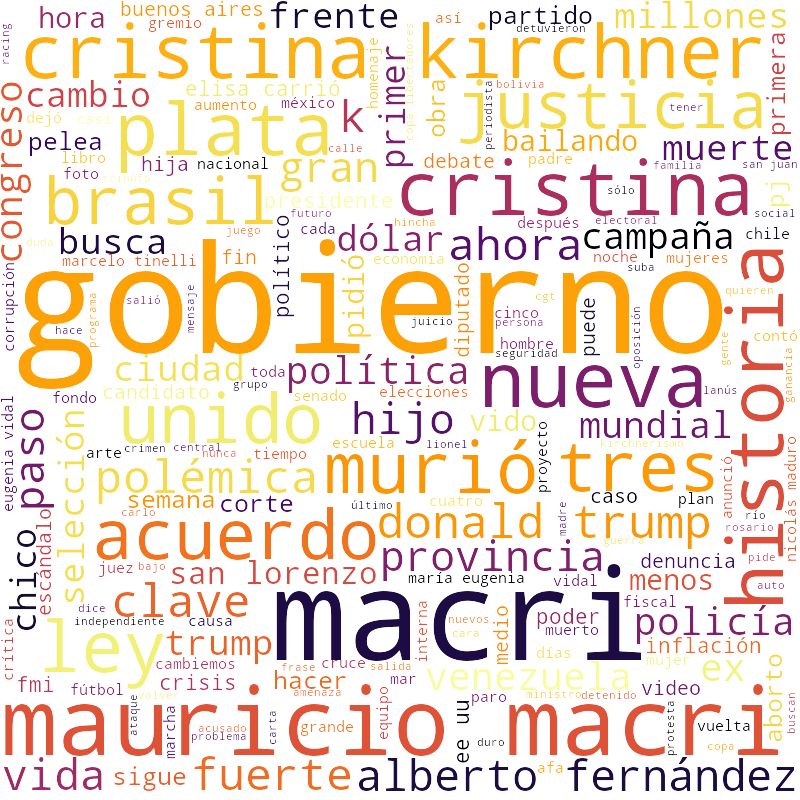 racing
hora
buenos aires
gremio
frente
así
partido
detuvieron
millones
cristina
kirchner
homenaje
copa libertadores
primer
obra
periodista
bolivia
primera
congreso
cambio
elisa carrió
aumento
méxico
k
justicia
tener
dejó
casi
plata
pelea
libro
foto
hija
nacional
calle
gran
debate
bailando
padre
muerte
familia
san juan
pj
triunfo
brasil
presidente
cristina
sólo
social
busca
juego
futuro
cada
hincha
dólar
después
ahora
electoral
campaña
chile
duda
marcelo tinelli
fin
político
economía
noche
mujeres
suba
corrupción
programa
hace
salió
mensaje
gobierno
pidió
juicio
diputado
cgt
cinco
persona
hombre
seguridad
puede
oposición
gente
quieren
contó
ganancia
historia
ciudad
grupo
toda
política
fondo
candidato
senado
elecciones
nueva
lanús
eugenia vidal
paso
selección
unido
hijo
vido
mundial
arte
crimen
central
nunca
escuela
tiempo
lionel
proyecto
kirchnerismo
polémica
murió
tres
anunció
río
rosario
nicolás maduro
chico
escándalo
semana
carlo
corte
último
cuatro
caso
plan
acuerdo
donald trump
madre
guerra
pide
auto
juez
bajo
san lorenzo
provincia
denuncia
maría eugenia
vidal
menos
fiscal
crítica
clave
dice
independiente
causa
macri
interna
medio
poder
muerto
policía
ley
trump
cambiemos
frase
cruce
salida
nuevos
cara
días
inflación
mujer
fmi
fútbol
crisis
volver
hacer
amenaza
mar
equipo
paro
venezuela
ministro
video
detenido
ex
aborto
buscan
mauricio macri
ataque
marcha
acusado
problema
carta
grande
duro
ee uu
protesta
vuelta
copa
vida
sigue
fuerte
alberto fernández
afa